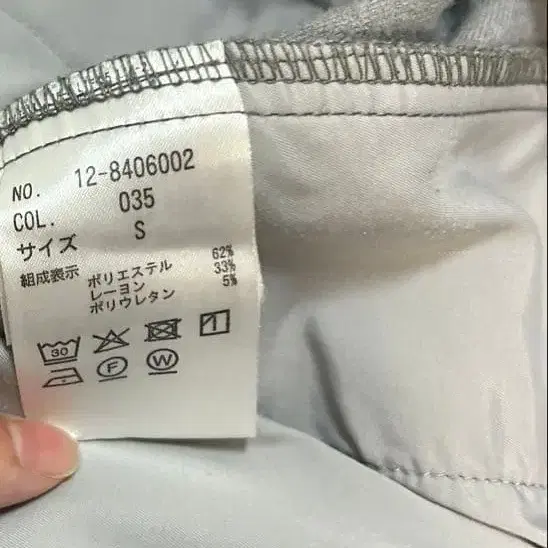 NO. 12-8406002
COL. 035
サイズ S
組成表示 ポリエステル 62%
レーヨン 33%
ポリウレタン 5%
30
F W